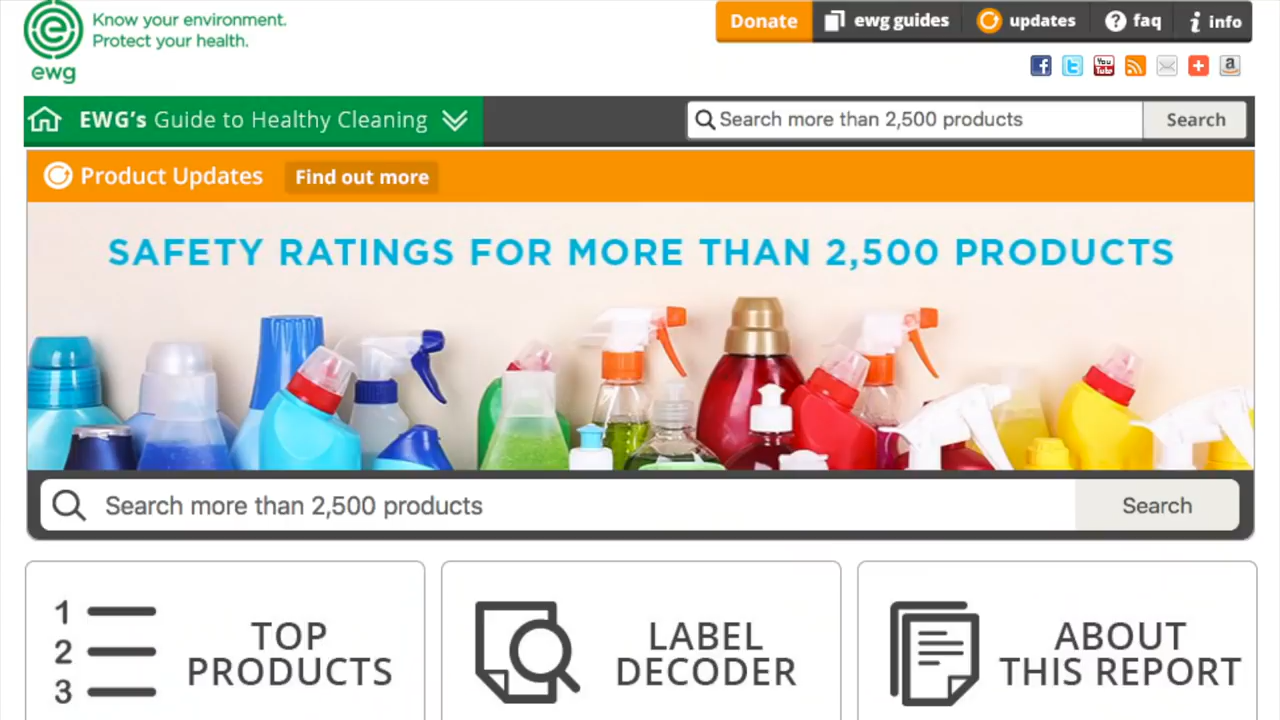 Know your environment.
Protect your health.
ewg
Donate
ewg guides
updates
faq
info
You
Tube
EWG's Guide to Healthy Cleaning
Search more than 2,500 products
Search
Product Updates
Find out more
SAFETY RATINGS FOR MORE THAN 2,500 PRODUCTS
Search more than 2,500 products
Search
1
2
3
TOP
PRODUCTS
LABEL
DECODER
ABOUT
THIS REPORT